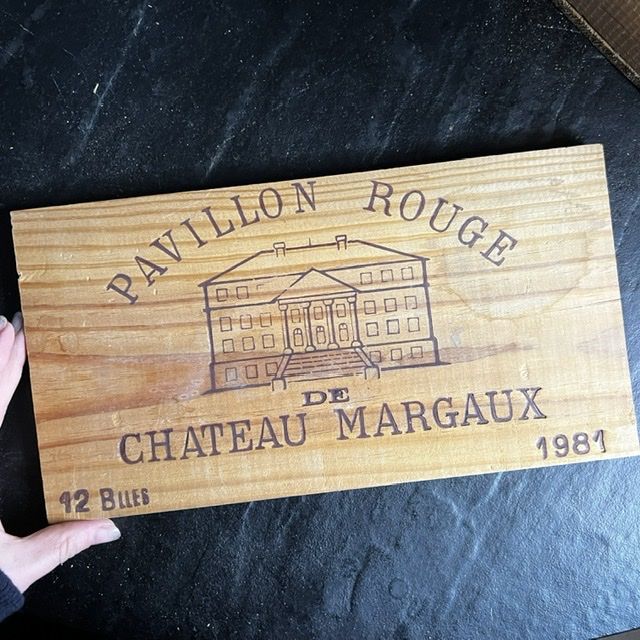 PAVILLON ROUGE
DE
CHATEAU MARGAUX
1981
12 BLLES